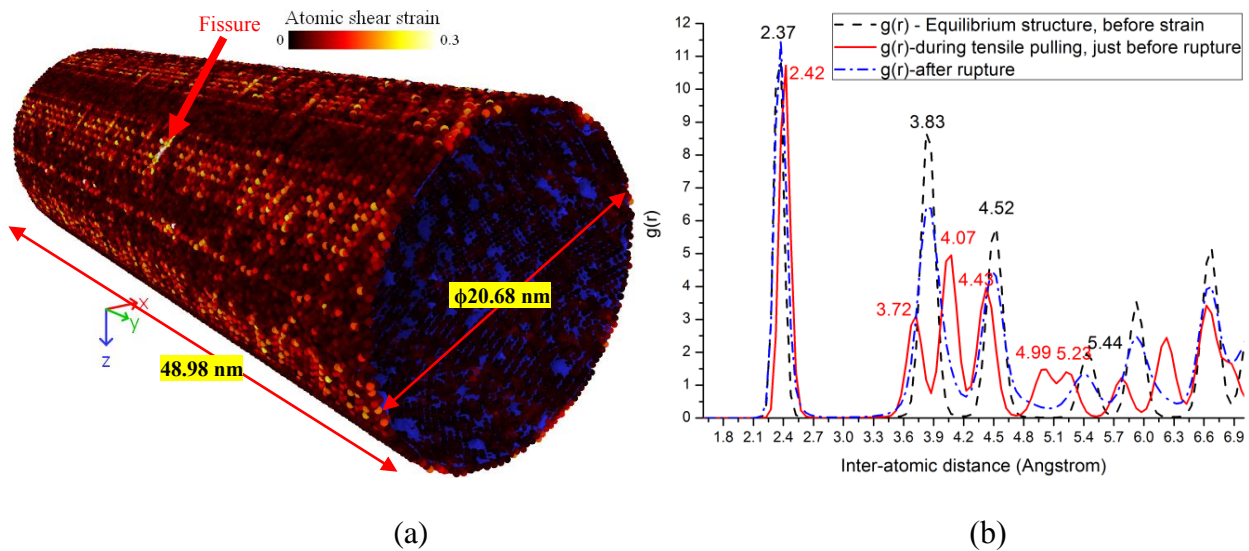 Fissure
Atomic shear strain
0
0.3
ϕ20.68 nm
48.98 nm
x
y
z
(a)
g(r) - Equilibrium structure, before strain
g(r)-during tensile pulling, just before rupture
g(r)-after rupture
12
11
10
9
8
7
6
5
4
3
2
1
0
g(r)
2.37
2.42
3.83
3.72
4.07
4.43
4.52
4.99
5.23
5.44
1.8 2.1 2.4 2.7 3.0 3.3 3.6 3.9 4.2 4.5 4.8 5.1 5.4 5.7 6.0 6.3 6.6 6.9
Inter-atomic distance (Angstrom)
(b)